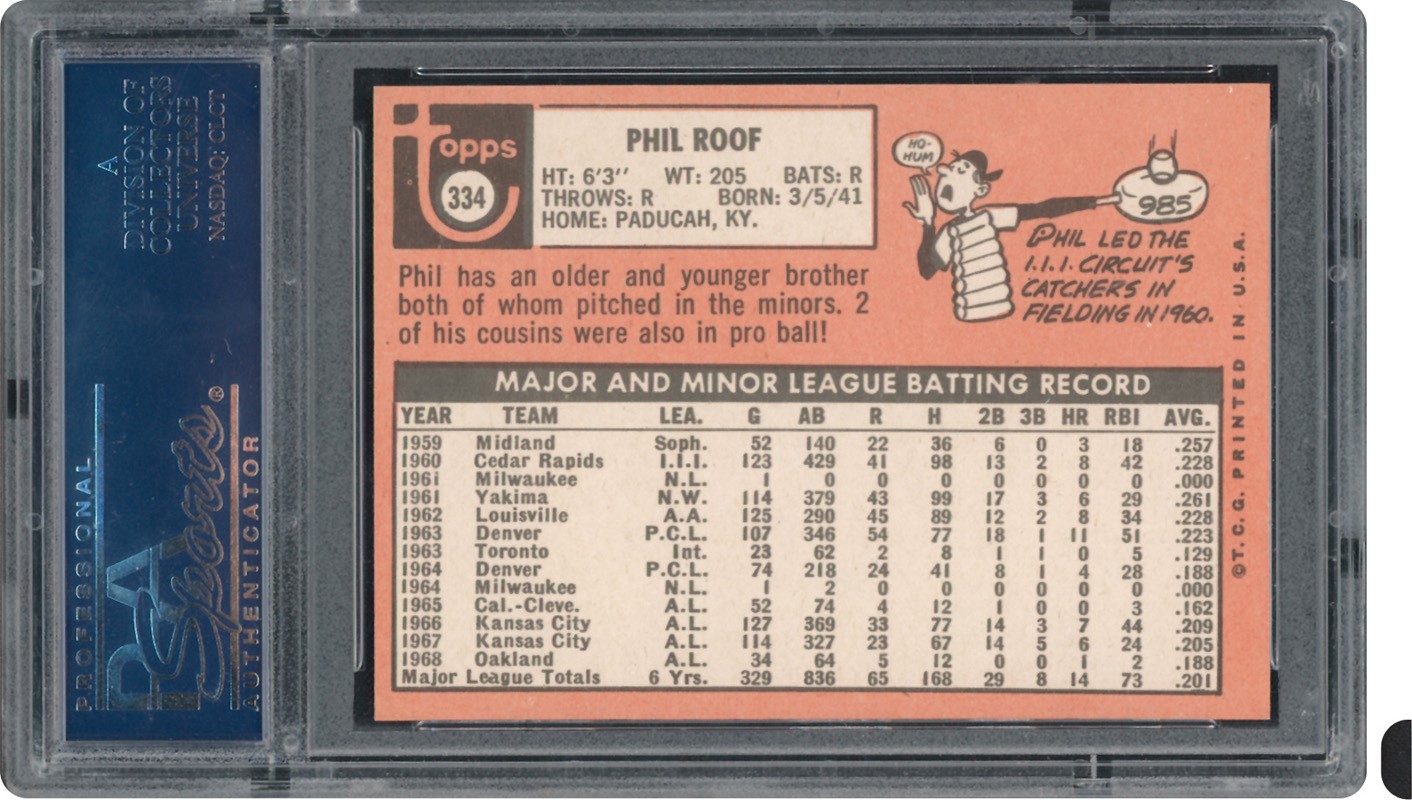 A
DIVISION OF
COLLECTORS
UNIVERSE
NASDAQ: CLCT
PROFESSIONAL
PSA
Sports®
AUTHENTICATOR
topps
334
PHIL ROOF
HT: 6'3'' WT: 205 BATS: R
THROWS: R BORN: 3/5/41
HOME: PADUCAH, KY.
HO-
HUM
985
PHIL LED THE
I.I.I. CIRCUIT'S
CATCHERS IN
FIELDING IN 1960.
Phil has an older and younger brother
both of whom pitched in the minors. 2
of his cousins were also in pro ball!
MAJOR AND MINOR LEAGUE BATTING RECORD
YEAR TEAM LEA. G AB R H 2B 3B HR RBI AVG.
1959 Midland Soph. 52 140 22 36 6 0 3 18 .257
1960 Cedar Rapids I.I.I. 123 429 41 98 13 2 8 42 .228
1961 Milwaukee N.L. 1 0 0 0 0 0 0 0 .000
1961 Yakima N.W. 114 379 43 99 17 3 6 29 .261
1962 Louisville A.A. 125 290 45 89 12 2 8 34 .228
1963 Denver P.C.L. 107 346 54 77 18 1 11 51 .223
1963 Toronto Int. 23 62 2 8 1 1 0 5 .129
1964 Denver P.C.L. 74 218 24 41 8 1 4 28 .188
1964 Milwaukee N.L. 1 2 0 0 0 0 0 0 .000
1965 Cal.-Cleve. A.L. 52 74 4 12 1 0 0 3 .162
1966 Kansas City A.L. 127 369 33 77 14 3 7 44 .209
1967 Kansas City A.L. 114 327 23 67 14 5 6 24 .205
1968 Oakland A.L. 34 64 5 12 0 0 1 2 .188
Major League Totals 6 Yrs. 329 836 65 168 29 8 14 73 .201
©T.C.G. PRINTED IN U.S.A.